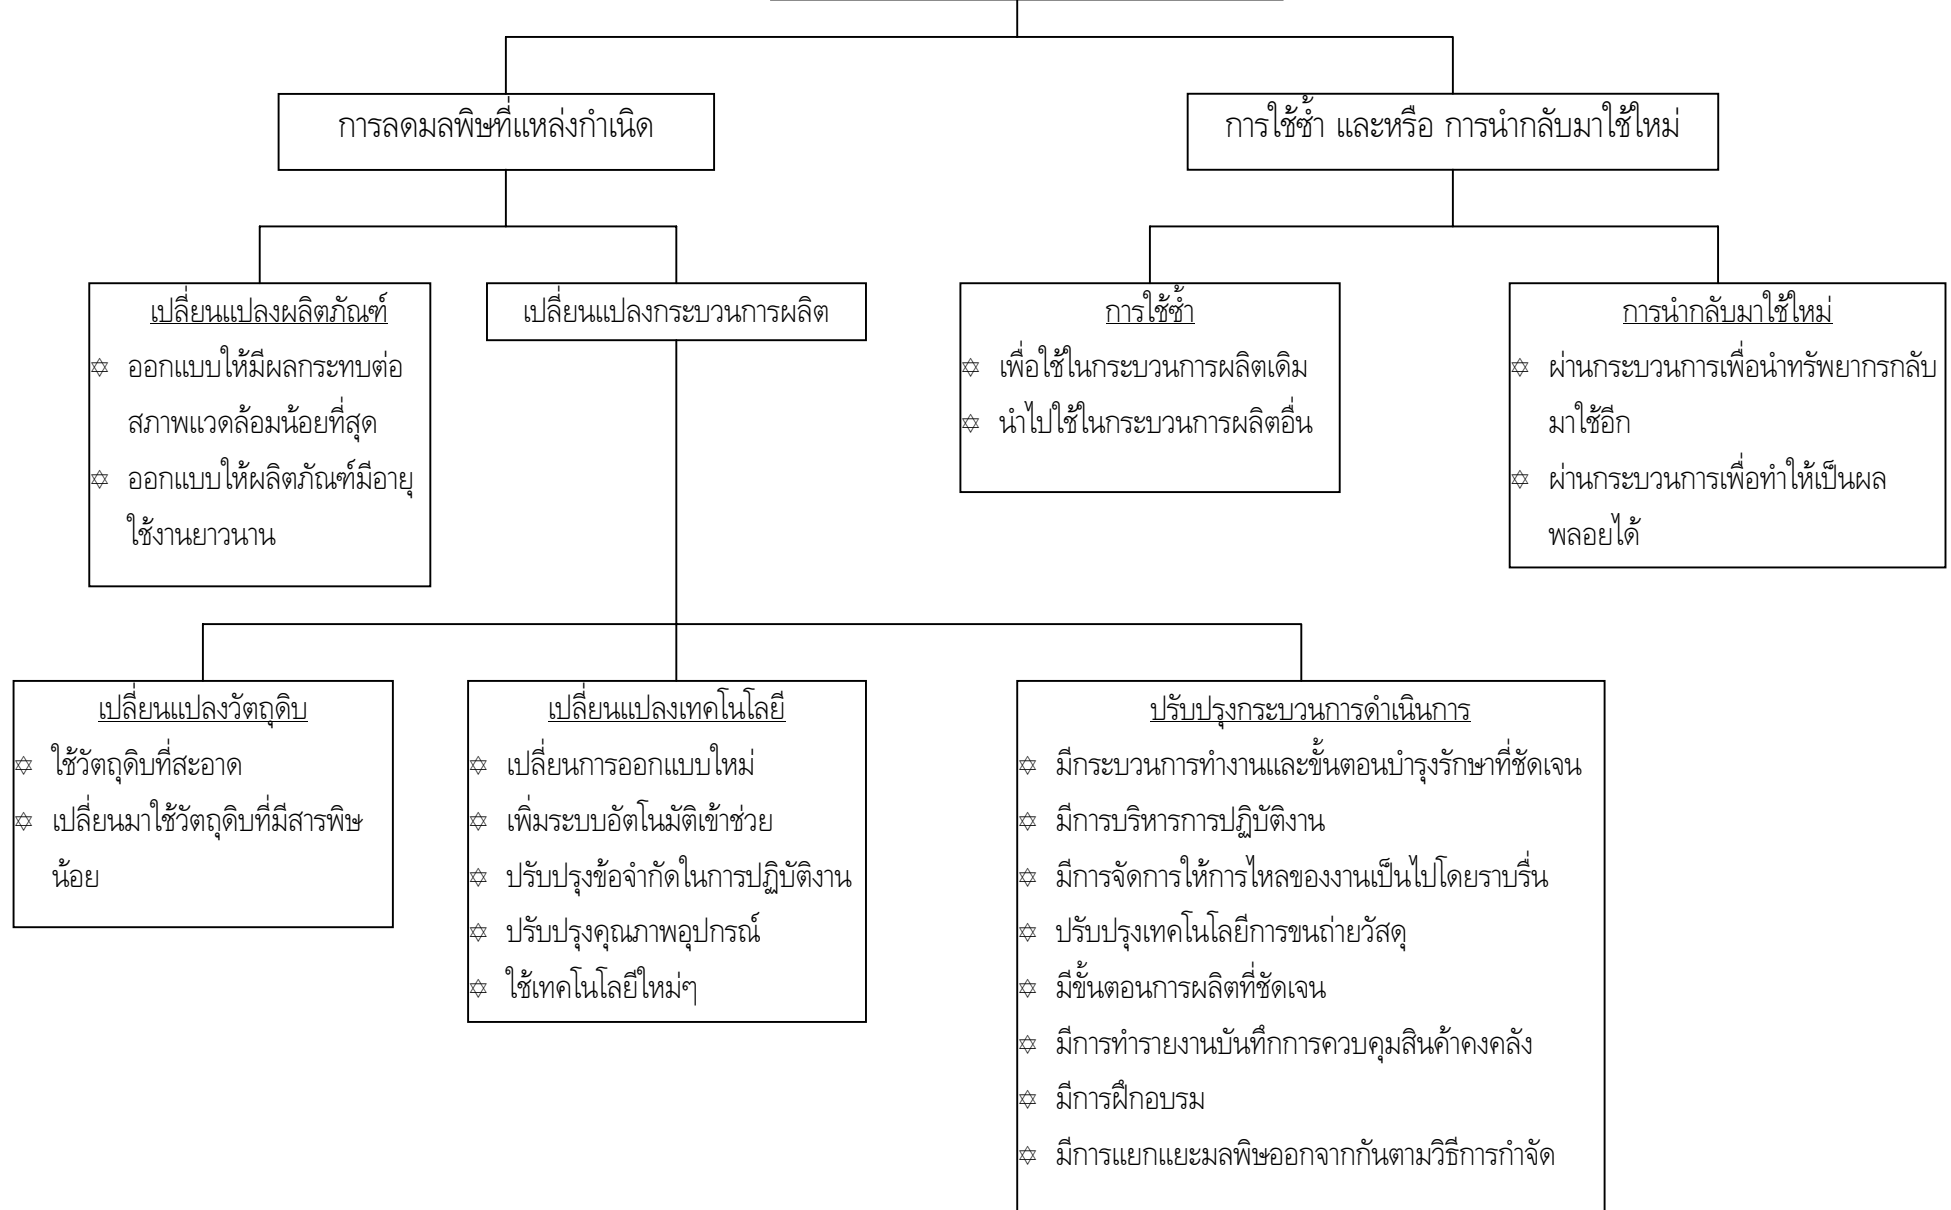 การลดมลพิษที่แหล่งกำเนิด
การใช้ซ้ำ และหรือ การนำกลับมาใช้ใหม่
เปลี่ยนแปลงผลิตภัณฑ์
✡ ออกแบบให้มีผลกระทบต่อ
สภาพแวดล้อมน้อยที่สุด
✡ ออกแบบให้ผลิตภัณฑ์มีอายุ
ใช้งานยาวนาน
เปลี่ยนแปลงกระบวนการผลิต
การใช้ซ้ำ
✡ เพื่อใช้ในกระบวนการผลิตเดิม
✡ นำไปใช้ในกระบวนการผลิตอื่น
การนำกลับมาใช้ใหม่
✡ ผ่านกระบวนการเพื่อนำทรัพยากรกลับ
มาใช้อีก
✡ ผ่านกระบวนการเพื่อทำให้เป็นผล
พลอยได้
เปลี่ยนแปลงวัตถุดิบ
✡ ใช้วัตถุดิบที่สะอาด
✡ เปลี่ยนมาใช้วัตถุดิบที่มีสารพิษ
น้อย
เปลี่ยนแปลงเทคโนโลยี
✡ เปลี่ยนการออกแบบใหม่
✡ เพิ่มระบบอัตโนมัติเข้าช่วย
✡ ปรับปรุงข้อจำกัดในการปฏิบัติงาน
✡ ปรับปรุงคุณภาพอุปกรณ์
✡ ใช้เทคโนโลยีใหม่ๆ
ปรับปรุงกระบวนการดำเนินการ
✡ มีกระบวนการทำงานและขั้นตอนบำรุงรักษาที่ชัดเจน
✡ มีการบริหารการปฏิบัติงาน
✡ มีการจัดการให้การไหลของงานเป็นไปโดยราบรื่น
✡ ปรับปรุงเทคโนโลยีการขนถ่ายวัสดุ
✡ มีขั้นตอนการผลิตที่ชัดเจน
✡ มีการทำรายงานบันทึกการควบคุมสินค้าคงคลัง
✡ มีการฝึกอบรม
✡ มีการแยกแยะมลพิษออกจากกันตามวิธีการกำจัด